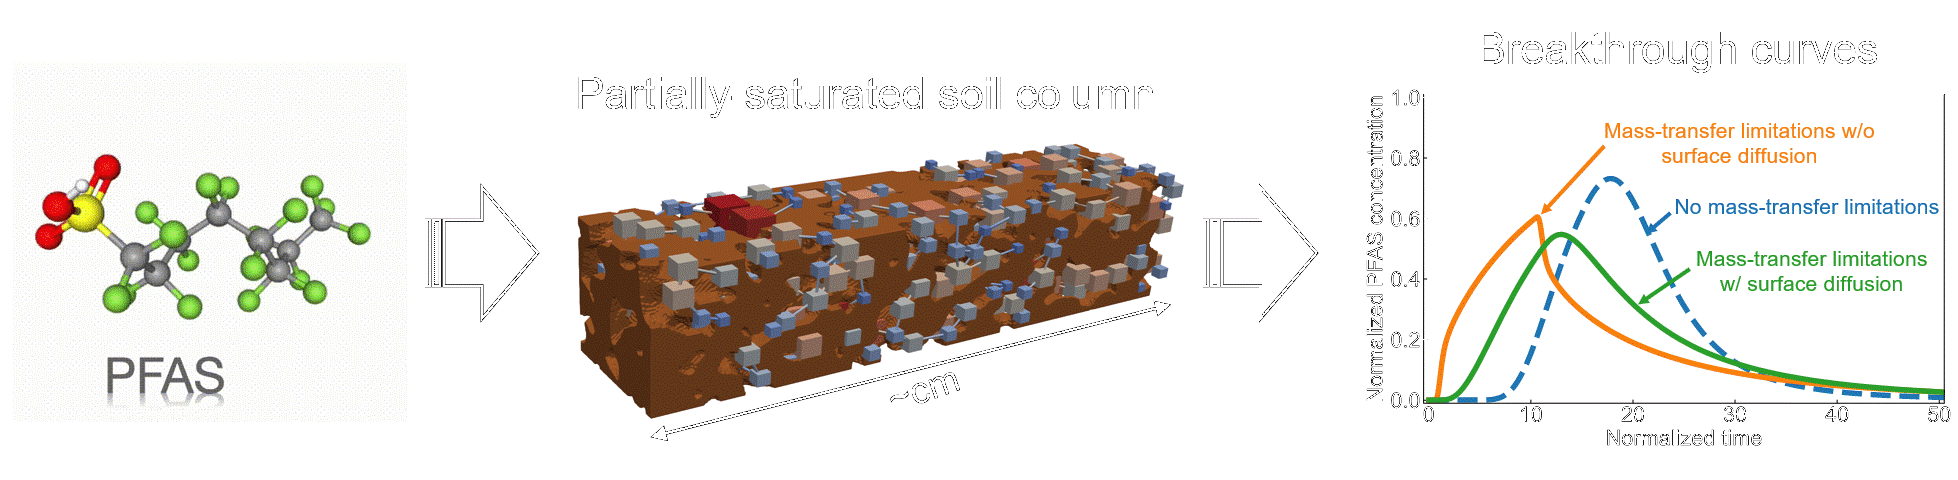 PFAS
Partially-saturated soil column
~cm
Breakthrough curves
Normalized PFAS concentration
1.0
0.8
0.6
0.4
0.2
0.0
Mass-transfer limitations w/o
surface diffusion
No mass-transfer limitations
Mass-transfer limitations
w/ surface diffusion
0 10 20 30 40 50
Normalized time